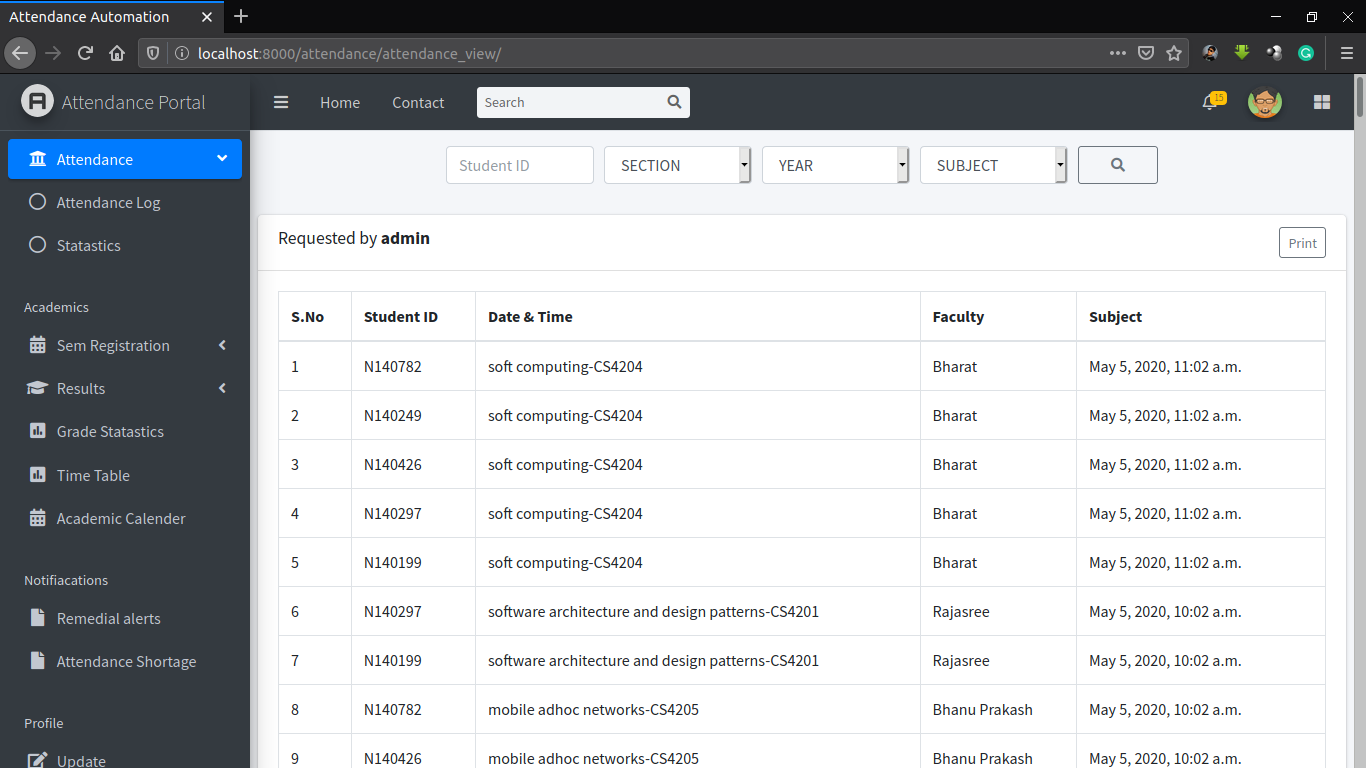 Attendance Automation
localhost:8000/attendance/attendance_view/
A Attendance Portal
Home Contact Search 15
Attendance
Attendance Log
Statastics
Academics
Sem Registration
Results
Grade Statastics
Time Table
Academic Calender
Notifiacations
Remedial alerts
Attendance Shortage
Profile
Update
Student ID SECTION YEAR SUBJECT
Requested by admin Print
S.No Student ID Date & Time Faculty Subject
1 N140782 soft computing-CS4204 Bharat May 5, 2020, 11:02 a.m.
2 N140249 soft computing-CS4204 Bharat May 5, 2020, 11:02 a.m.
3 N140426 soft computing-CS4204 Bharat May 5, 2020, 11:02 a.m.
4 N140297 soft computing-CS4204 Bharat May 5, 2020, 11:02 a.m.
5 N140199 soft computing-CS4204 Bharat May 5, 2020, 11:02 a.m.
6 N140297 software architecture and design patterns-CS4201 Rajasree May 5, 2020, 10:02 a.m.
7 N140199 software architecture and design patterns-CS4201 Rajasree May 5, 2020, 10:02 a.m.
8 N140782 mobile adhoc networks-CS4205 Bhanu Prakash May 5, 2020, 10:02 a.m.
9 N140426 mobile adhoc networks-CS4205 Bhanu Prakash May 5, 2020, 10:02 a.m.